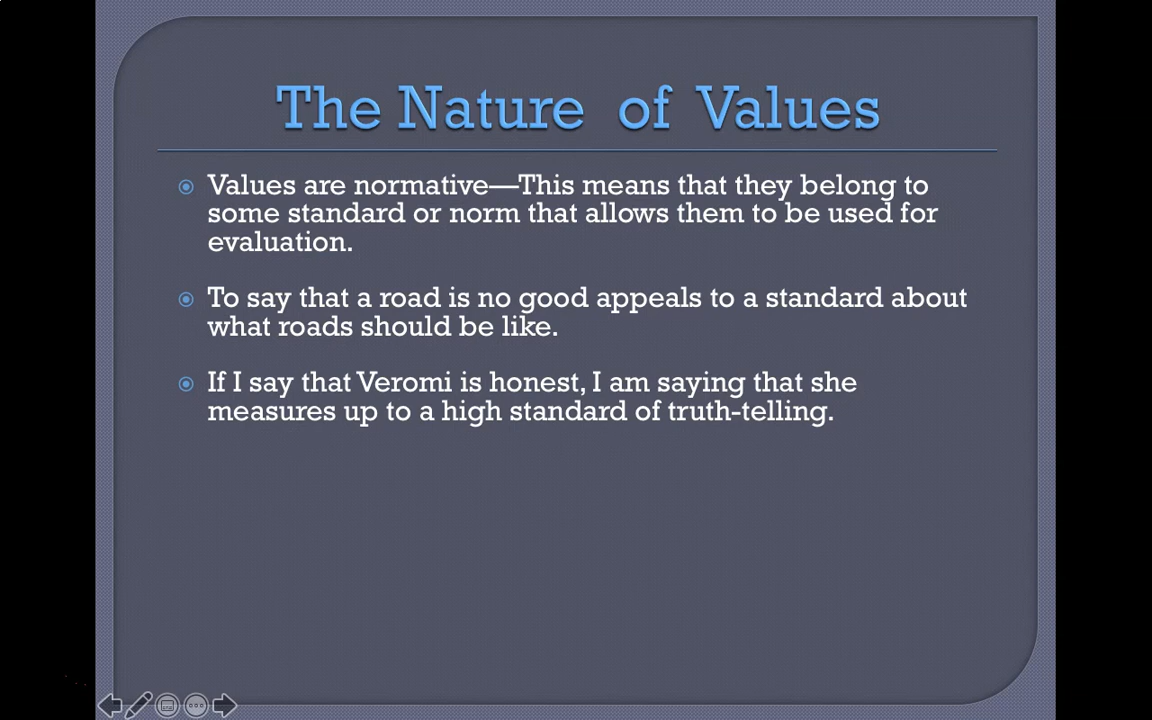 The Nature of Values
Values are normative—This means that they belong to
some standard or norm that allows them to be used for
evaluation.
To say that a road is no good appeals to a standard about
what roads should be like.
If I say that Veromi is honest, I am saying that she
measures up to a high standard of truth-telling.